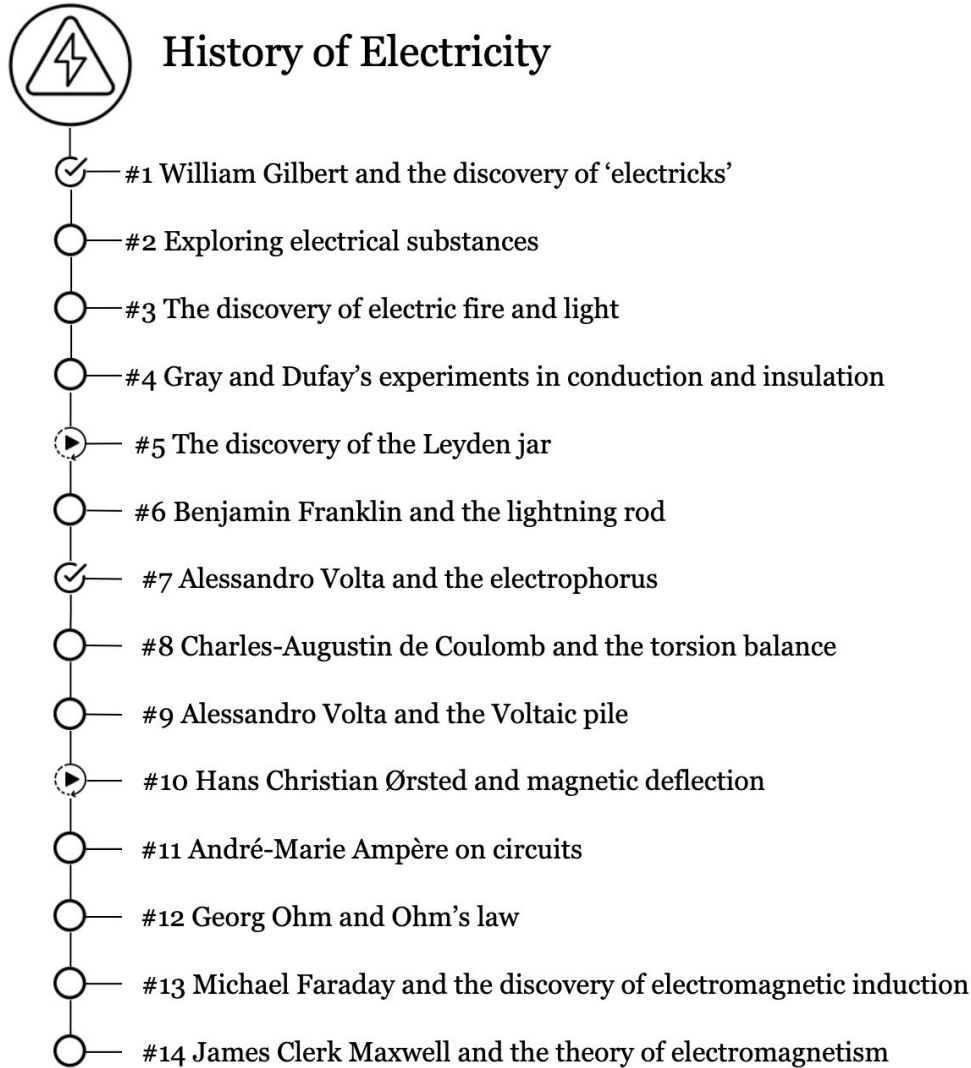 History of Electricity
#1 William Gilbert and the discovery of ‘electricks’
#2 Exploring electrical substances
#3 The discovery of electric fire and light
#4 Gray and Dufay’s experiments in conduction and insulation
#5 The discovery of the Leyden jar
#6 Benjamin Franklin and the lightning rod
#7 Alessandro Volta and the electrophorus
#8 Charles-Augustin de Coulomb and the torsion balance
#9 Alessandro Volta and the Voltaic pile
#10 Hans Christian Ørsted and magnetic deflection
#11 André-Marie Ampère on circuits
#12 Georg Ohm and Ohm’s law
#13 Michael Faraday and the discovery of electromagnetic induction
#14 James Clerk Maxwell and the theory of electromagnetism